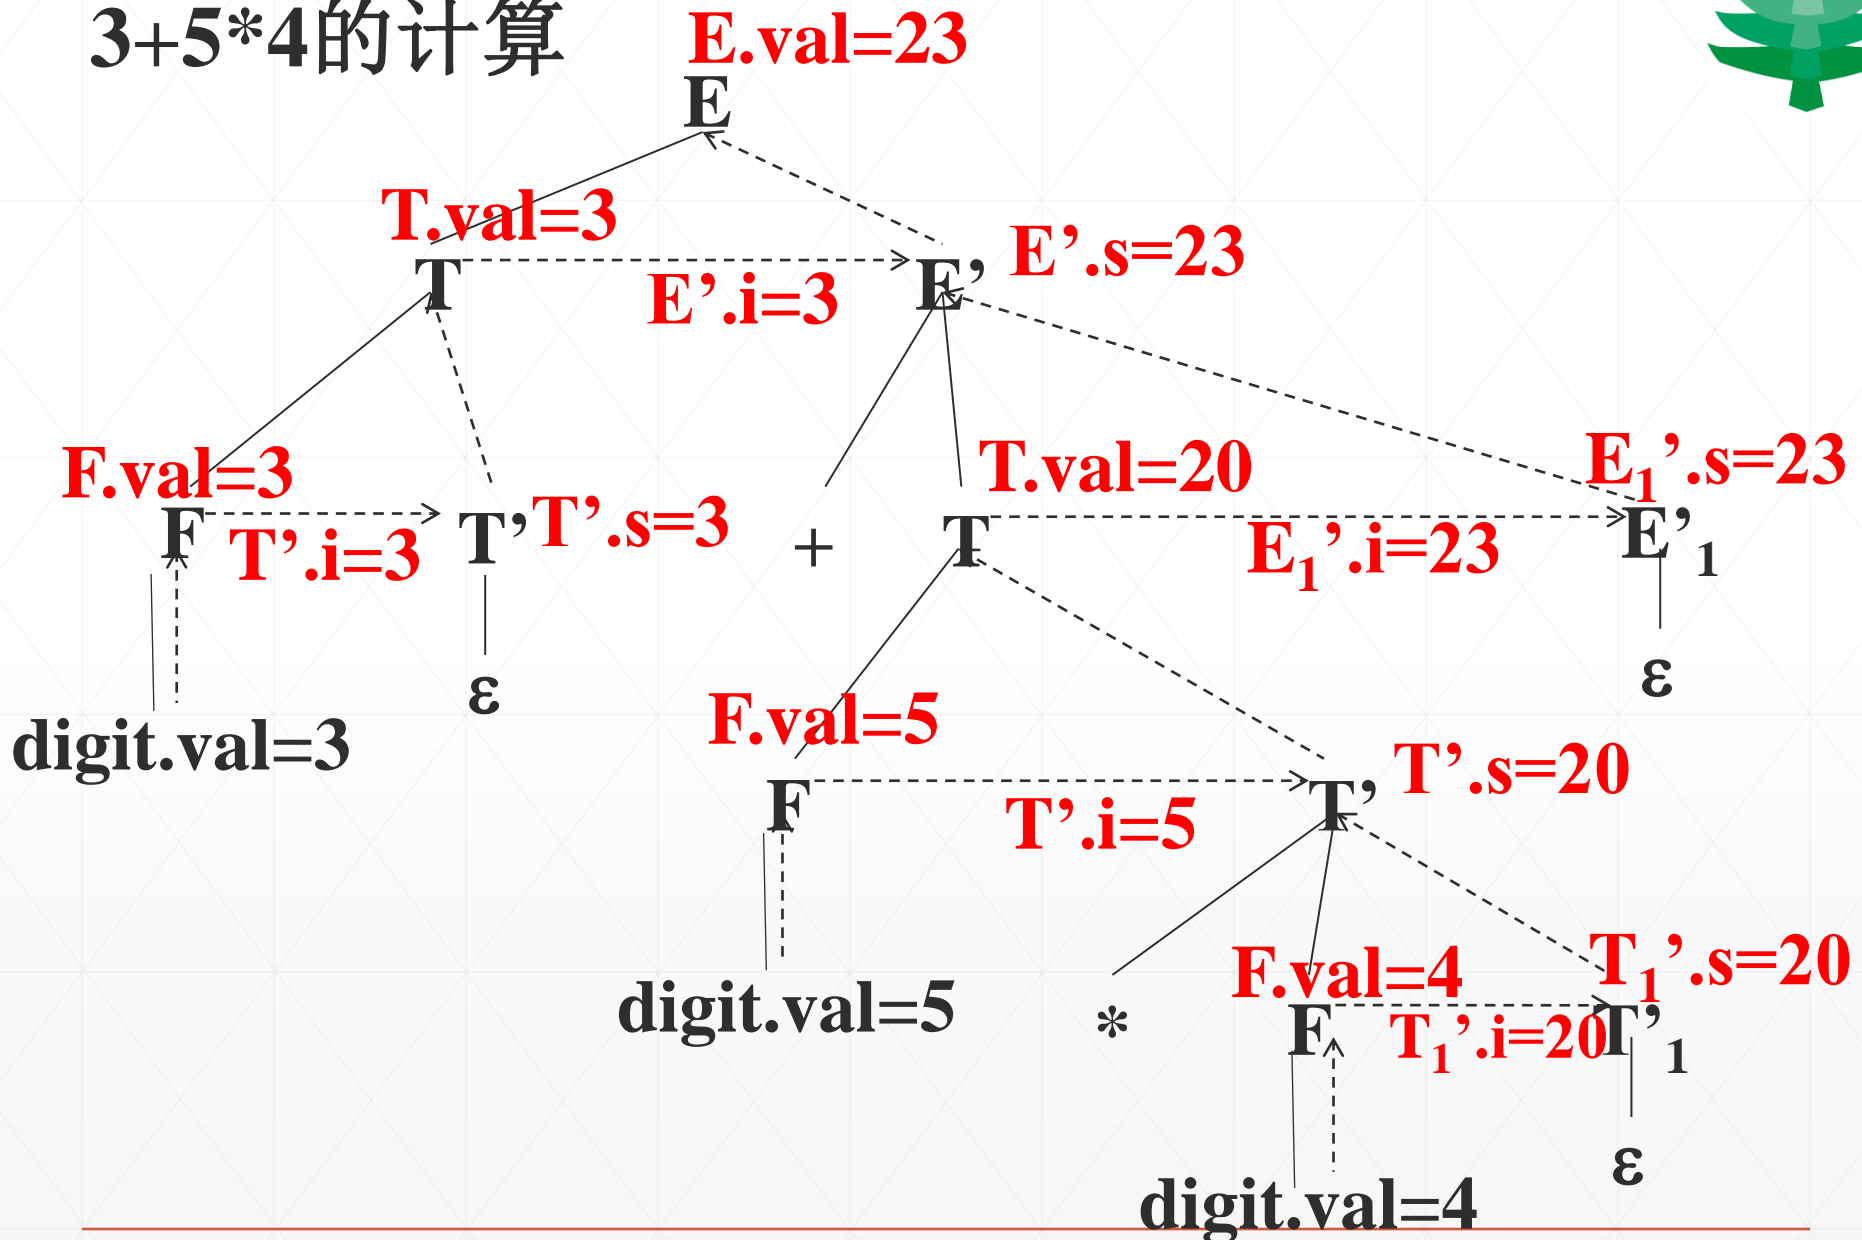 3+5*4的计算
E.val=23
E
T.val=3
T
E’.i=3
E’
E’.s=23
F.val=3
F
T’.i=3
T’
T’.s=3
+
T.val=20
T
E₁’.i=23
E₁’.s=23
E’₁
ε
ε
digit.val=3
F.val=5
F
T’.i=5
T’
T’.s=20
digit.val=5
*
F.val=4
F
T₁’.i=20
T₁’.s=20
T’₁
ε
digit.val=4